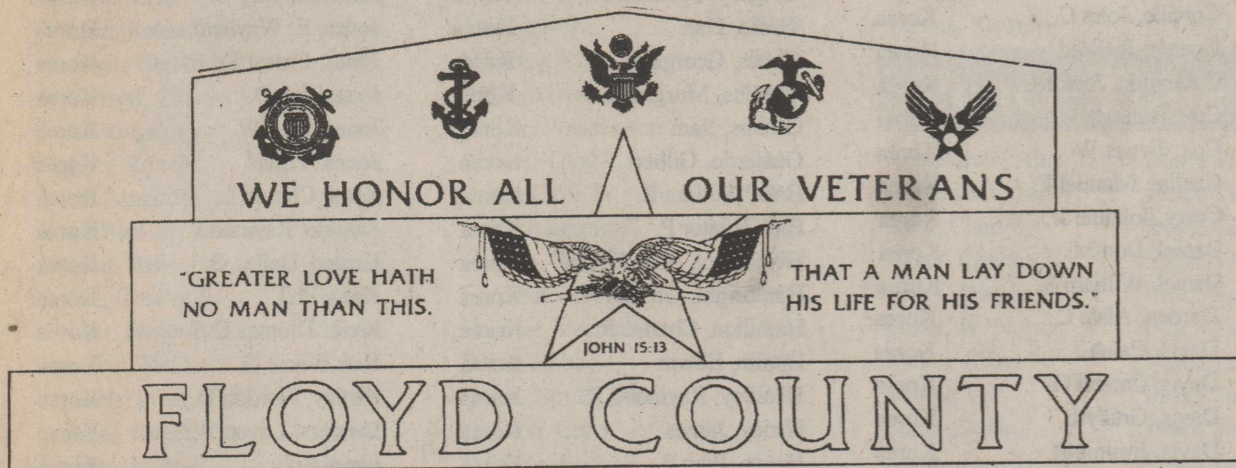 WE HONOR ALL OUR VETERANS
"GREATER LOVE HATH
NO MAN THAN THIS.
THAT A MAN LAY DOWN
HIS LIFE FOR HIS FRIENDS."
JOHN 15:13
FLOYD COUNTY